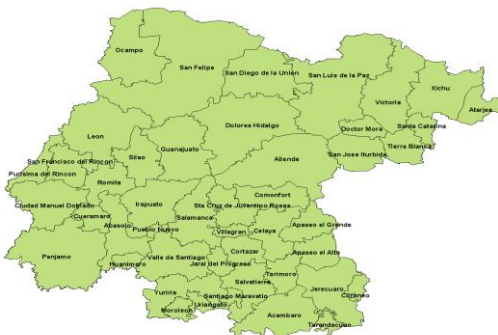 Ocampo
San Felipe
San Diego de la Union
San Luis de la Paz
Xichu
Victoria
Atarjea
Leon
Dolores Hidalgo
Doctor Mora
Santa Catarina
Tierra Blanca
Guanajuato
San Francisco del Rincon
Silao
Allende
San Jose Iturbide
Purisima del Rincon
Romita
Comonfort
Ciudad Manuel Doblado
Irapuato
Sta Cruz de Juventino Rosas
Cueramaro
Salamanca
Abasolo
Pueblo Nuevo
Villagran
Celaya
Apaseo el Grande
Cortazar
Apaseo el Alto
Penjamo
Huanimaro
Valle de Santiago
Jaral del Progreso
Tarimoro
Salvatierra
Jerecuaro
Yuriria
Santiago Maravatio
Coroneo
Uriangato
Moroleon
Acambaro
Tarandacuao